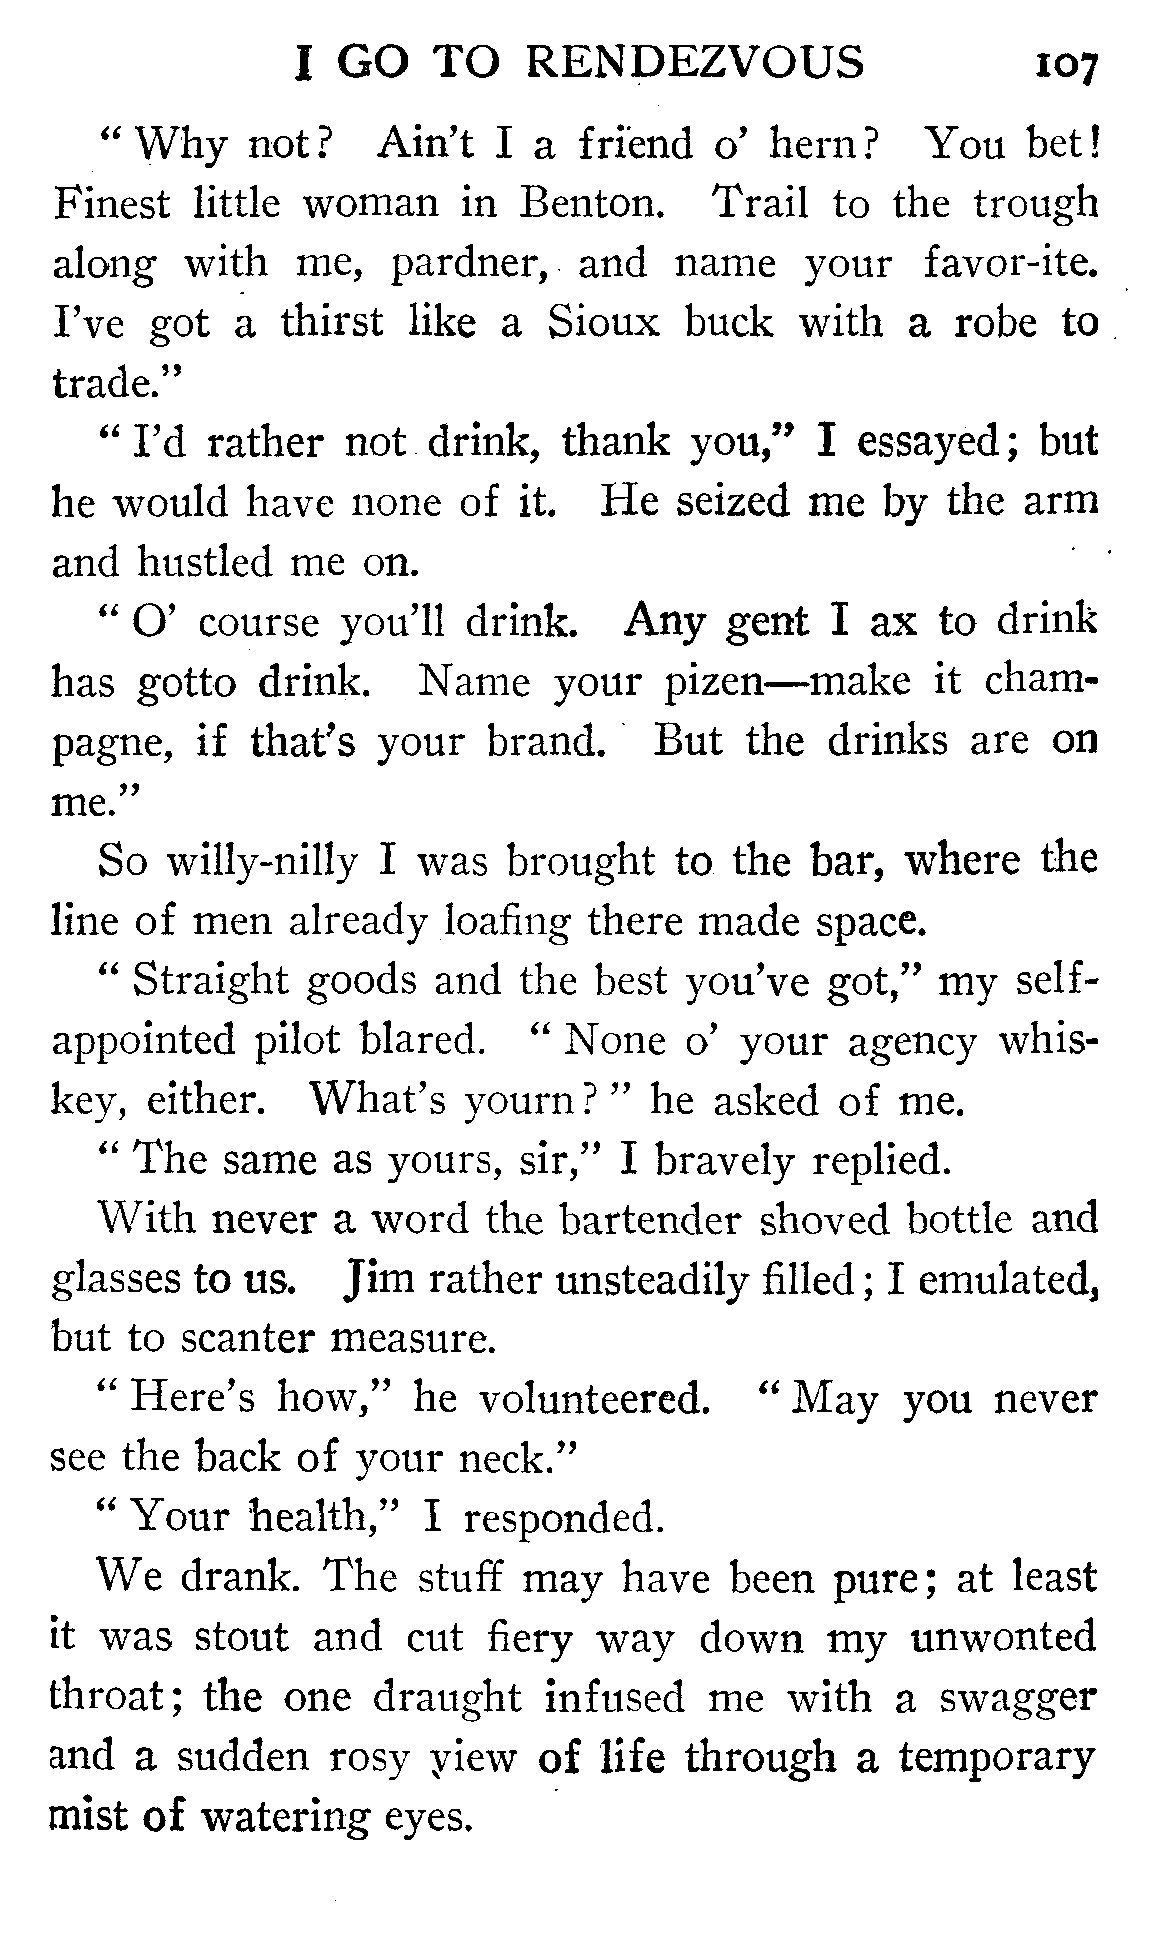 I GO TO RENDEZVOUS 107
" Why not? Ain't I a friend o' hern? You bet!
Finest little woman in Benton. Trail to the trough
along with me, pardner, and name your favor-ite.
I've got a thirst like a Sioux buck with a robe to
trade."
" I'd rather not drink, thank you," I essayed; but
he would have none of it. He seized me by the arm
and hustled me on.
" O' course you'll drink. Any gent I ax to drink
has gotto drink. Name your pizen—make it cham-
pagne, if that's your brand. But the drinks are on
me."
So willy-nilly I was brought to the bar, where the
line of men already loafing there made space.
" Straight goods and the best you've got," my self-
appointed pilot blared. " None o' your agency whis-
key, either. What's yourn? " he asked of me.
" The same as yours, sir," I bravely replied.
With never a word the bartender shoved bottle and
glasses to us. Jim rather unsteadily filled; I emulated,
but to scanter measure.
" Here's how," he volunteered. " May you never
see the back of your neck."
" Your health," I responded.
We drank. The stuff may have been pure; at least
it was stout and cut fiery way down my unwonted
throat; the one draught infused me with a swagger
and a sudden rosy view of life through a temporary
mist of watering eyes.